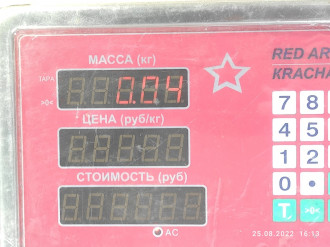 МАССА (кг)
ТАРА
0.04
ЦЕНА (руб/кг)
СТОИМОСТЬ (руб)
АС
RED AR
KRACHA
7 8
4 5
1 2
0 •
T
25.08.2022 16:13